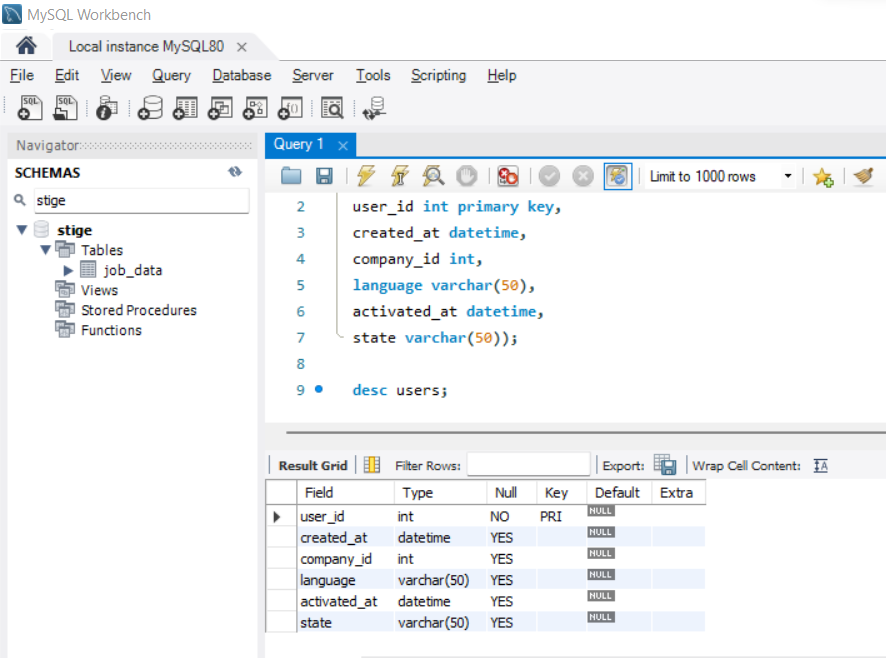 MySQL Workbench
Local instance MySQL80
File Edit View Query Database Server Tools Scripting Help
Navigator
Query 1
SCHEMAS
Limit to 1000 rows
stige
stige
Tables
job_data
Views
Stored Procedures
Functions
2 user_id int primary key,
3 created_at datetime,
4 company_id int,
5 language varchar(50),
6 activated_at datetime,
7 state varchar(50));
8
9 desc users;
Result Grid Filter Rows: Export: Wrap Cell Content:
Field Type Null Key Default Extra
user_id int NO PRI NULL
created_at datetime YES NULL
company_id int YES NULL
language varchar(50) YES NULL
activated_at datetime YES NULL
state varchar(50) YES NULL